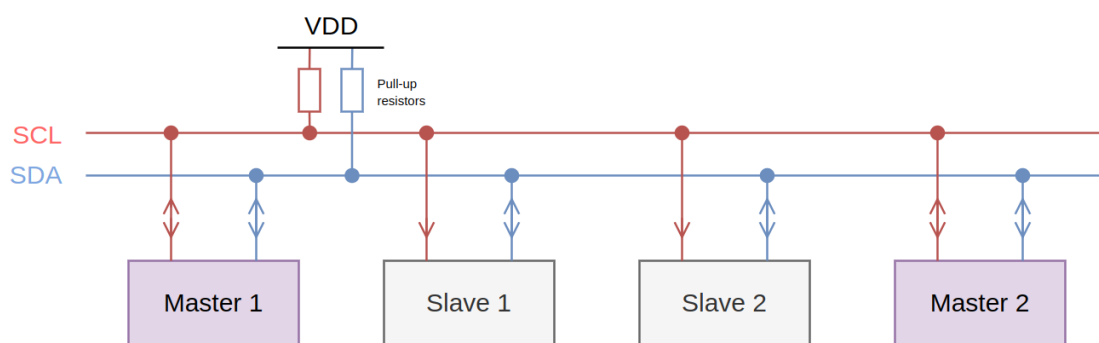 VDD
Pull-up
resistors
SCL
SDA
Master 1
Slave 1
Slave 2
Master 2